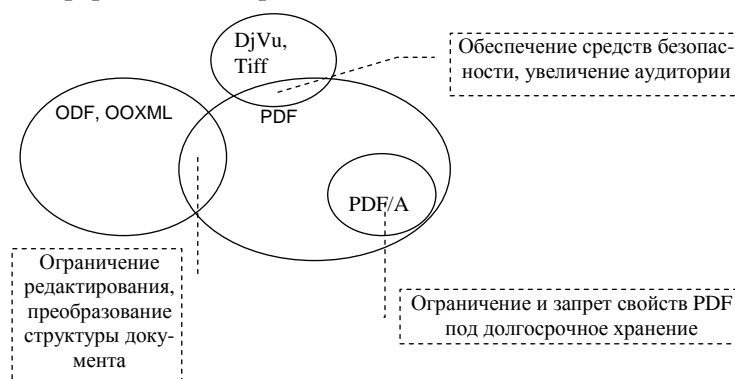 DjVu,
Tiff
Обеспечение средств безопас-
ности, увеличение аудитории
ODF, OOXML
PDF
PDF/A
Ограничение
редактирования,
преобразование
структуры доку-
мента
Ограничение и запрет свойств PDF
под долгосрочное хранение